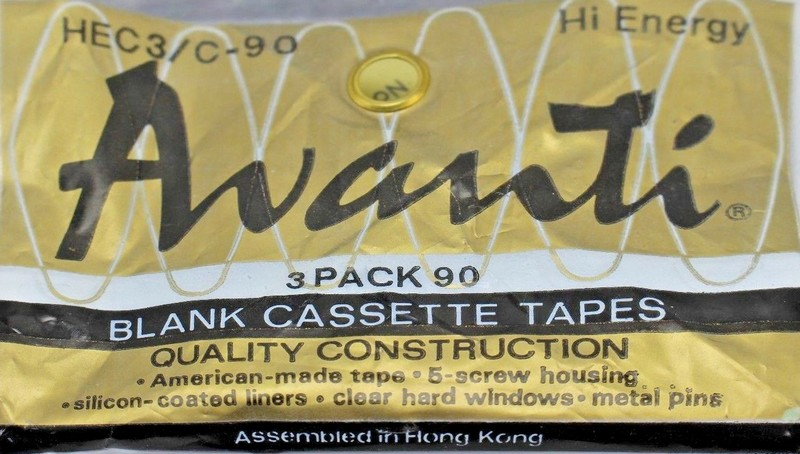 HEC3/C-90
Hi Energy
Avanti®
3 PACK 90
BLANK CASSETTE TAPES
QUALITY CONSTRUCTION
• American-made tape • 5-screw housing
• silicon-coated liners • clear hard windows • metal pins
Assembled in Hong Kong